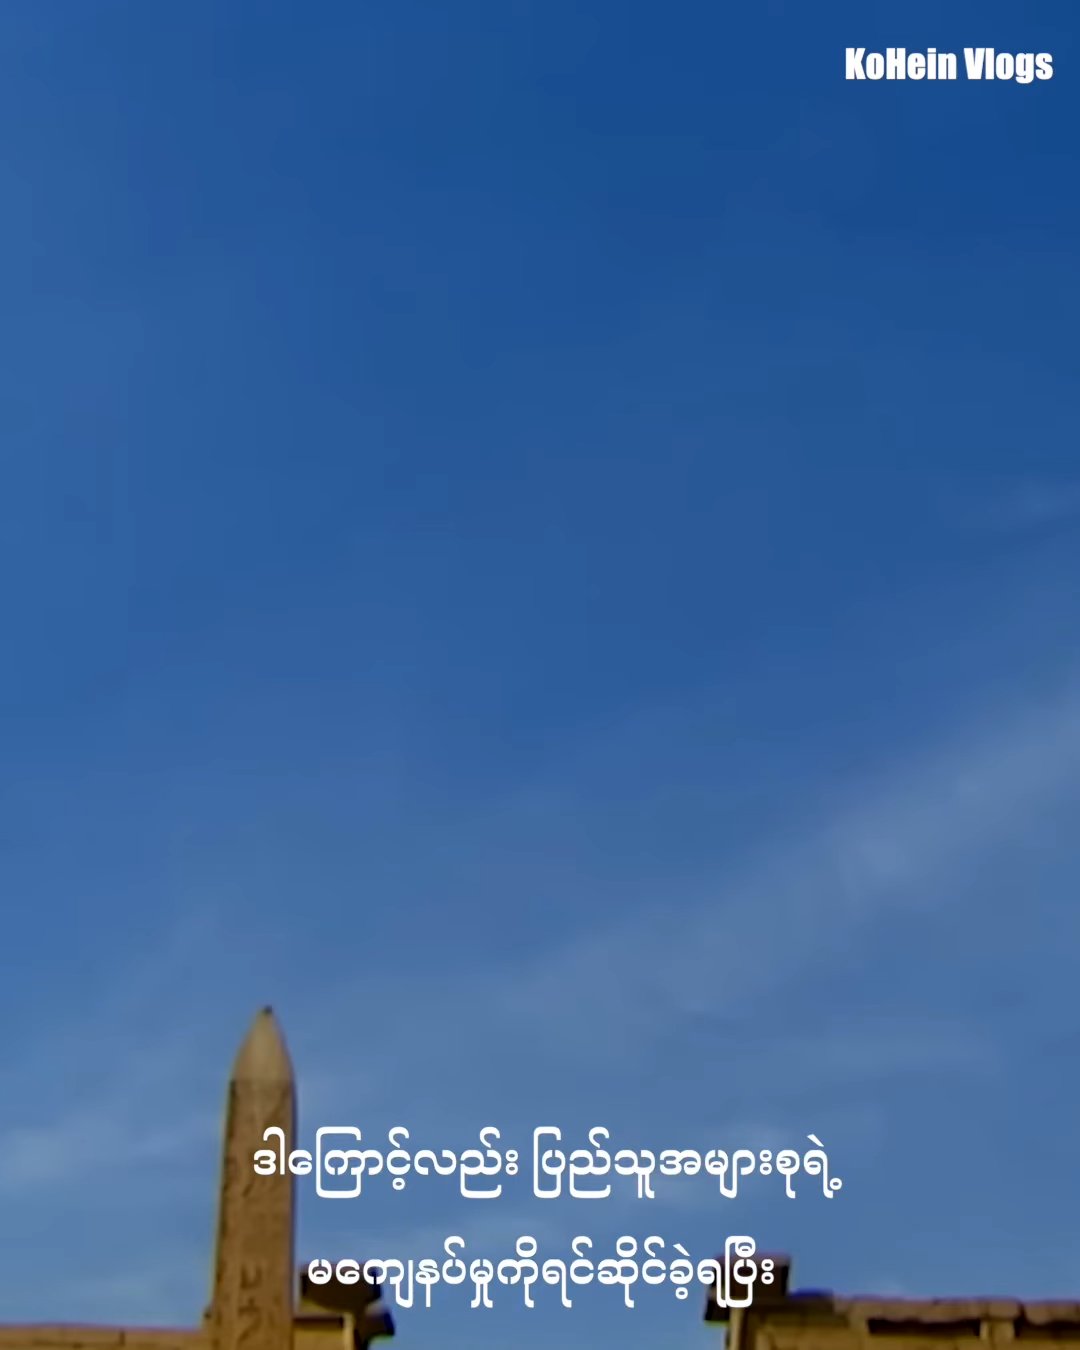 KoHein Vlogs
ဒါကြောင့်လည်း ပြည်သူအများစုရဲ့
မကျေနပ်မှုကိုရင်ဆိုင်ခဲ့ရပြီး